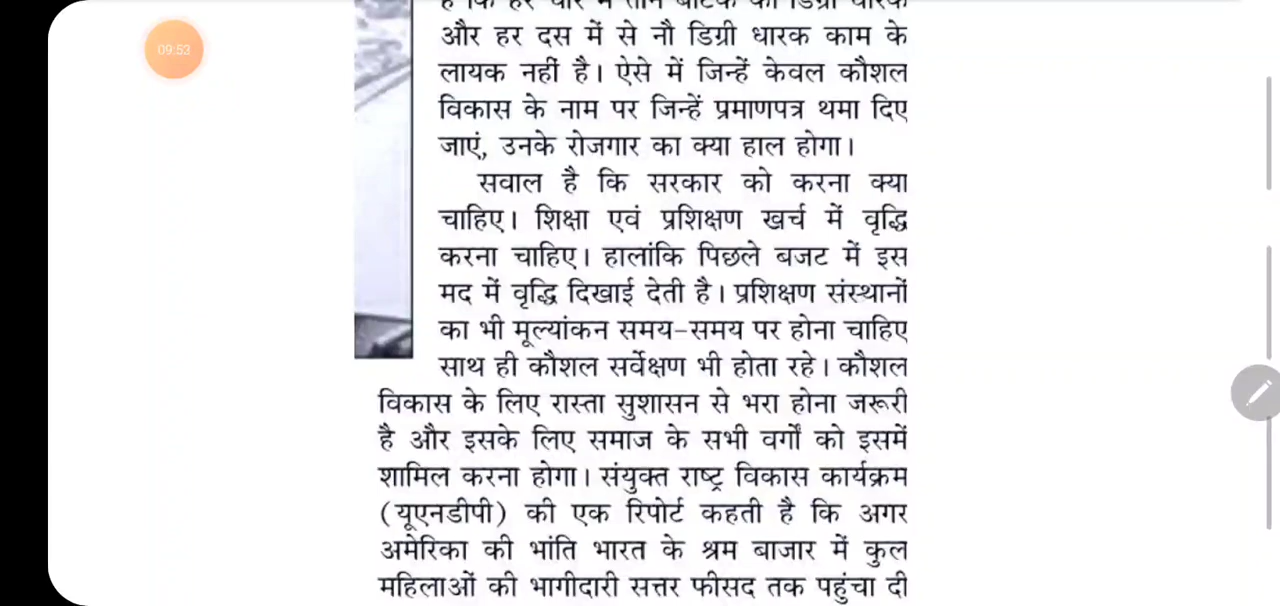 09:53
और हर दस में से नौ डिग्री धारक काम के
लायक नहीं है। ऐसे में जिन्हें केवल कौशल
विकास के नाम पर जिन्हें प्रमाणपत्र थमा दिए
जाएं, उनके रोजगार का क्या हाल होगा।
सवाल है कि सरकार को करना क्या
चाहिए। शिक्षा एवं प्रशिक्षण खर्च में वृद्धि
करना चाहिए। हालांकि पिछले बजट में इस
मद में वृद्धि दिखाई देती है। प्रशिक्षण संस्थानों
का भी मूल्यांकन समय-समय पर होना चाहिए
साथ ही कौशल सर्वेक्षण भी होता रहे। कौशल
विकास के लिए रास्ता सुशासन से भरा होना जरूरी
है और इसके लिए समाज के सभी वर्गों को इसमें
शामिल करना होगा। संयुक्त राष्ट्र विकास कार्यक्रम
(यूएनडीपी) की एक रिपोर्ट कहती है कि अगर
अमेरिका की भांति भारत के श्रम बाजार में कुल
महिलाओं की भागीदारी सत्तर फीसद तक पहुंचा दी